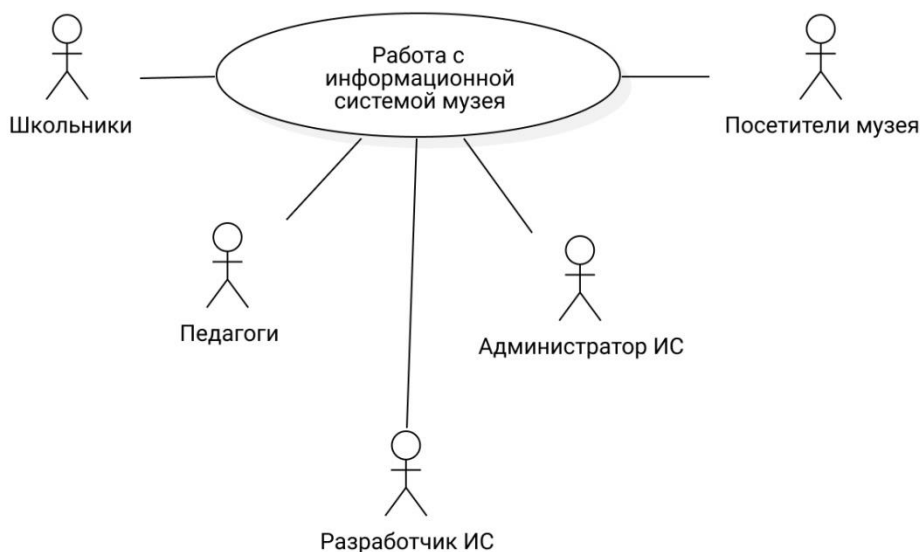 Работа с
информационной
системой музея
Школьники
Посетители музея
Педагоги
Администратор ИС
Разработчик ИС